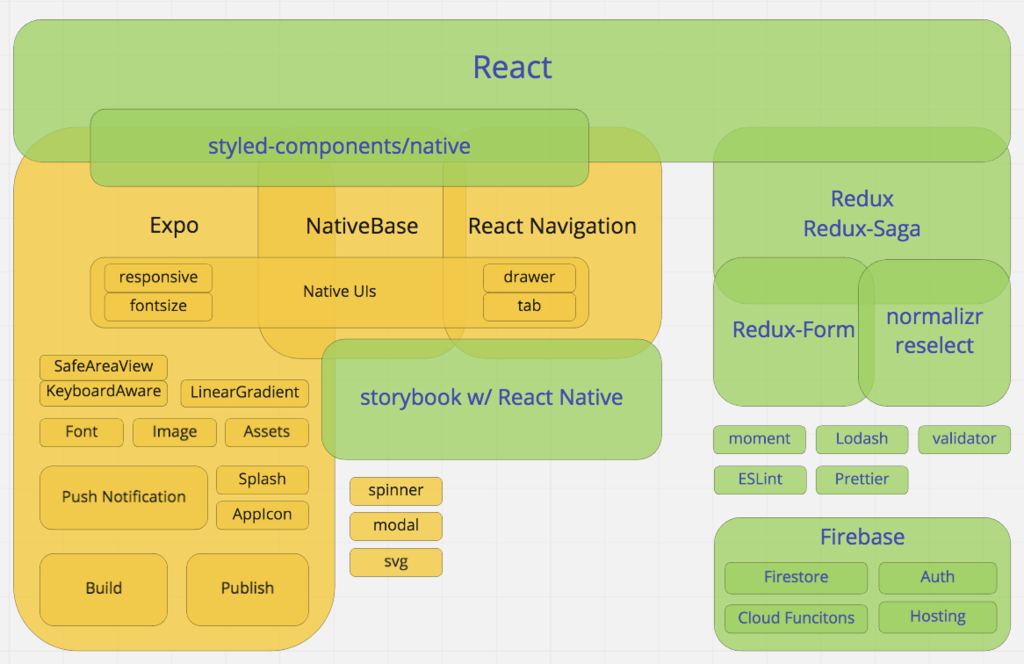 React
styled-components/native
Expo
NativeBase
React Navigation
responsive
fontsize
Native UIs
drawer
tab
SafeAreaView
KeyboardAware
LinearGradient
Font
Image
Assets
Push Notification
Splash
AppIcon
Build
Publish
storybook w/ React Native
spinner
modal
svg
Redux
Redux-Saga
Redux-Form
normalizr
reselect
moment
Lodash
validator
ESLint
Prettier
Firebase
Firestore
Auth
Cloud Funcitons
Hosting